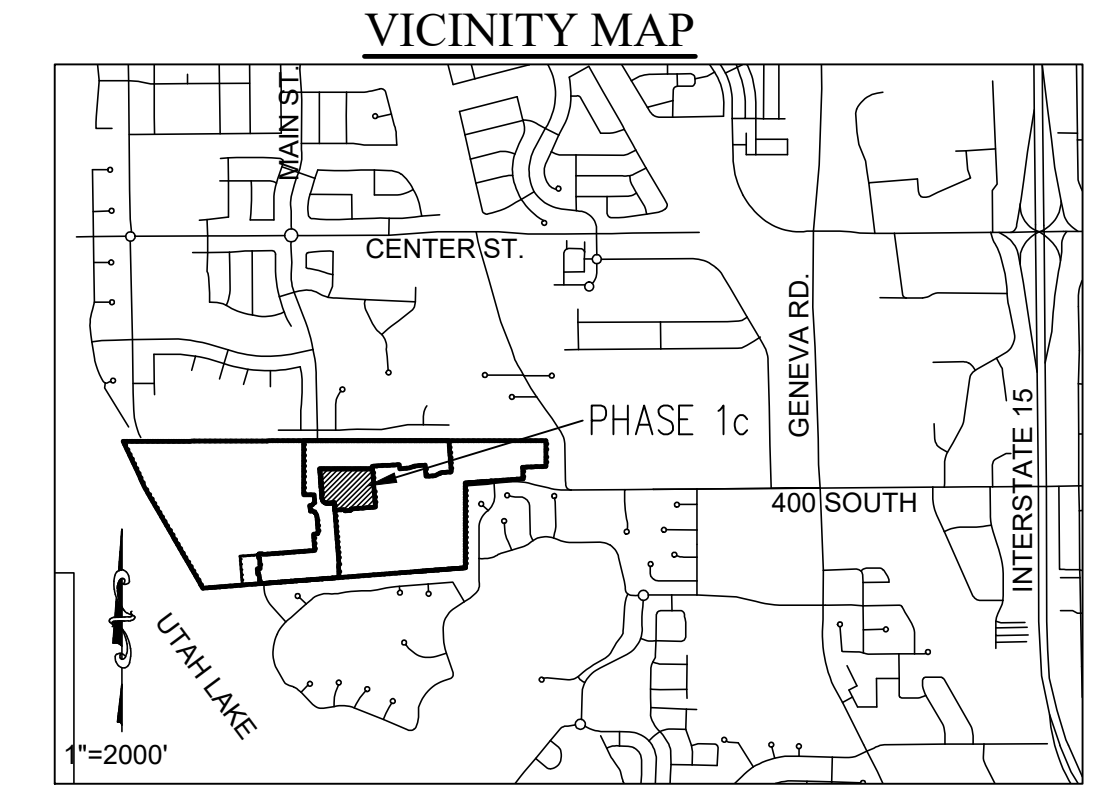 VICINITY MAP
MAIN ST.
CENTER ST.
GENEVA RD.
PHASE 1c
INTERSTATE 15
400 SOUTH
UTAH LAKE
1"=2000'